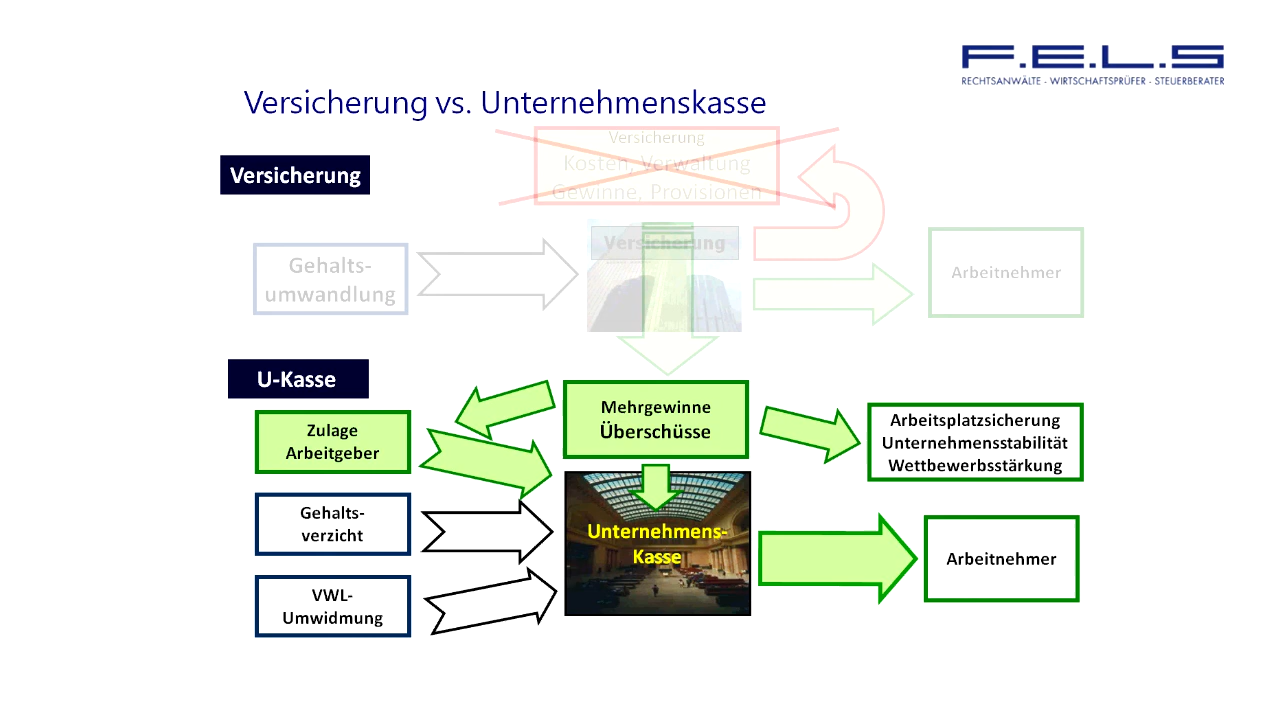 F.E.L.S
RECHTSANWÄLTE - WIRTSCHAFTSPRÜFER - STEUERBERATER
Versicherung vs. Unternehmenskasse
Versicherung
Versicherung
Kosten, Verwaltung
Gewinne, Provisionen
Gehalts-
umwandlung
Versicherung
Arbeitnehmer
U-Kasse
Zulage
Arbeitgeber
Mehrgewinne
Überschüsse
Arbeitsplatzsicherung
Unternehmensstabilität
Wettbewerbsstärkung
Gehalts-
verzicht
Unternehmens-
Kasse
Arbeitnehmer
VWL-
Umwidmung